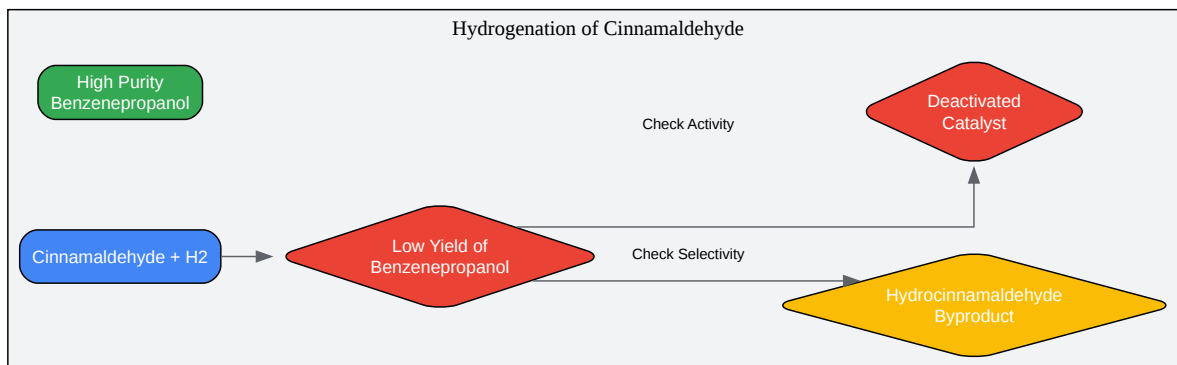 Hydrogenation of Cinnamaldehyde
High Purity
Benzenepropanol
Deactivated
Catalyst
Check Activity
Cinnamaldehyde + H2
Low Yield of
Benzenepropanol
Check Selectivity
Hydrocinnamaldehyde
Byproduct